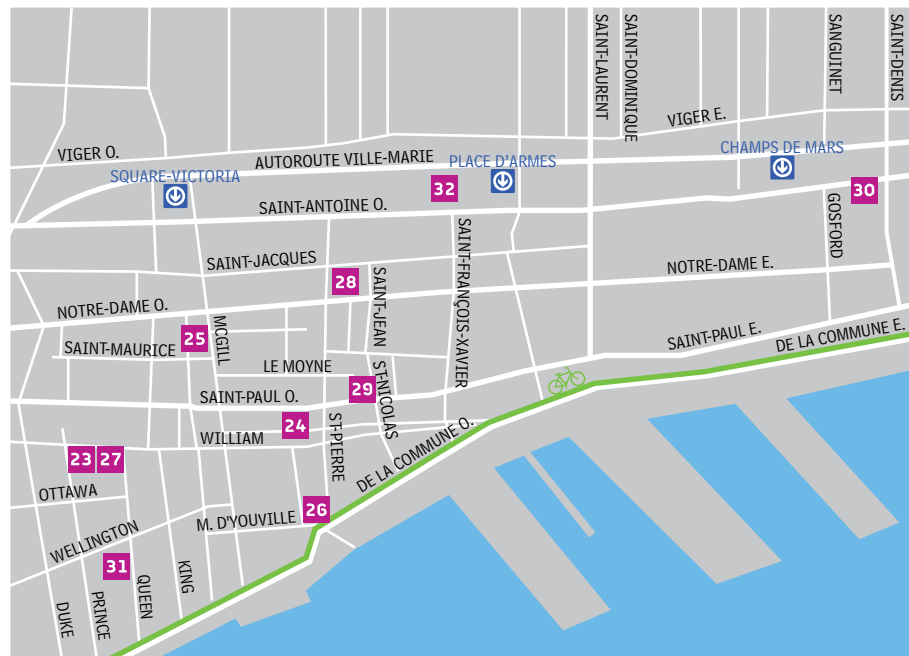 SAINT-LAURENT
SAINT-DOMINIQUE
SANGUINET
SAINT-DENIS
VIGER E.
VIGER O.
AUTOROUTE VILLE-MARIE
PLACE D'ARMES
CHAMPS DE MARS
SQUARE-VICTORIA
32
30
SAINT-ANTOINE O.
GOSFORD
SAINT-FRANÇOIS-XAVIER
SAINT-JACQUES
NOTRE-DAME E.
28
SAINT-JEAN
NOTRE-DAME O.
MCGILL
25
SAINT-PAUL E.
DE LA COMMUNE E.
SAINT-MAURICE
LE MOYNE
ST-NICOLAS
29
SAINT-PAUL O.
24
WILLIAM
ST-PIERRE
DE LA COMMUNE O.
23
27
OTTAWA
26
M. D'YOUVILLE
WELLINGTON
31
KING
QUEEN
PRINCE
DUKE